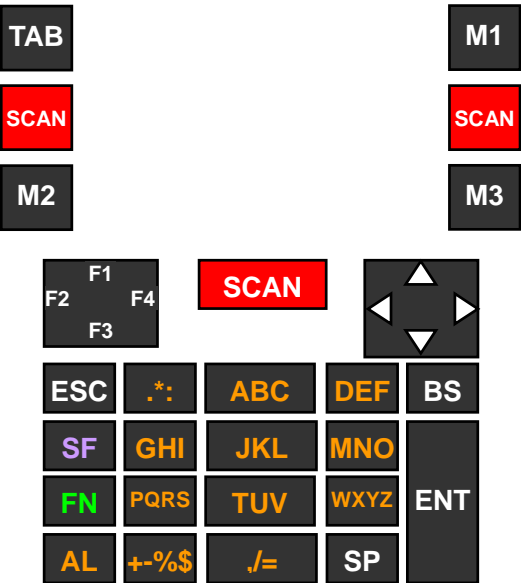 TAB M1
SCAN SCAN
M2 M3
F1
F2 F4
F3
SCAN
ESC .*: ABC DEF BS
SF GHI JKL MNO
FN PQRS TUV WXYZ ENT
AL +-%$ ,/= SP